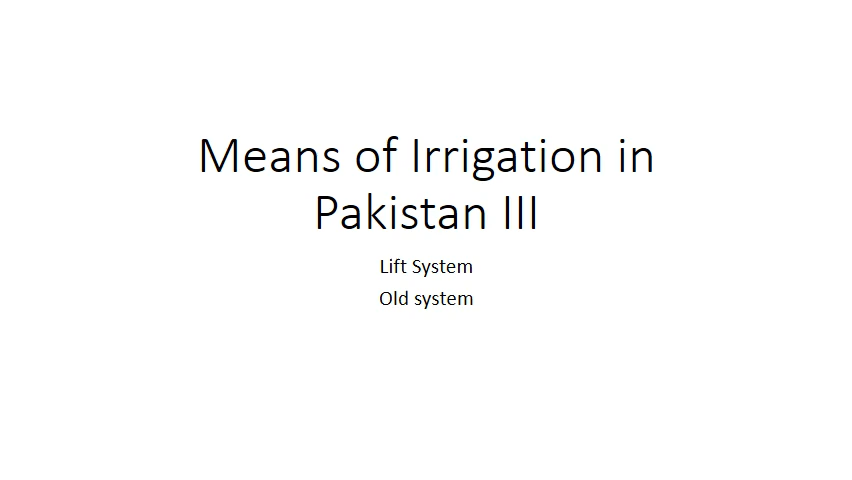 Means of Irrigation in
Pakistan III
Lift System
Old system